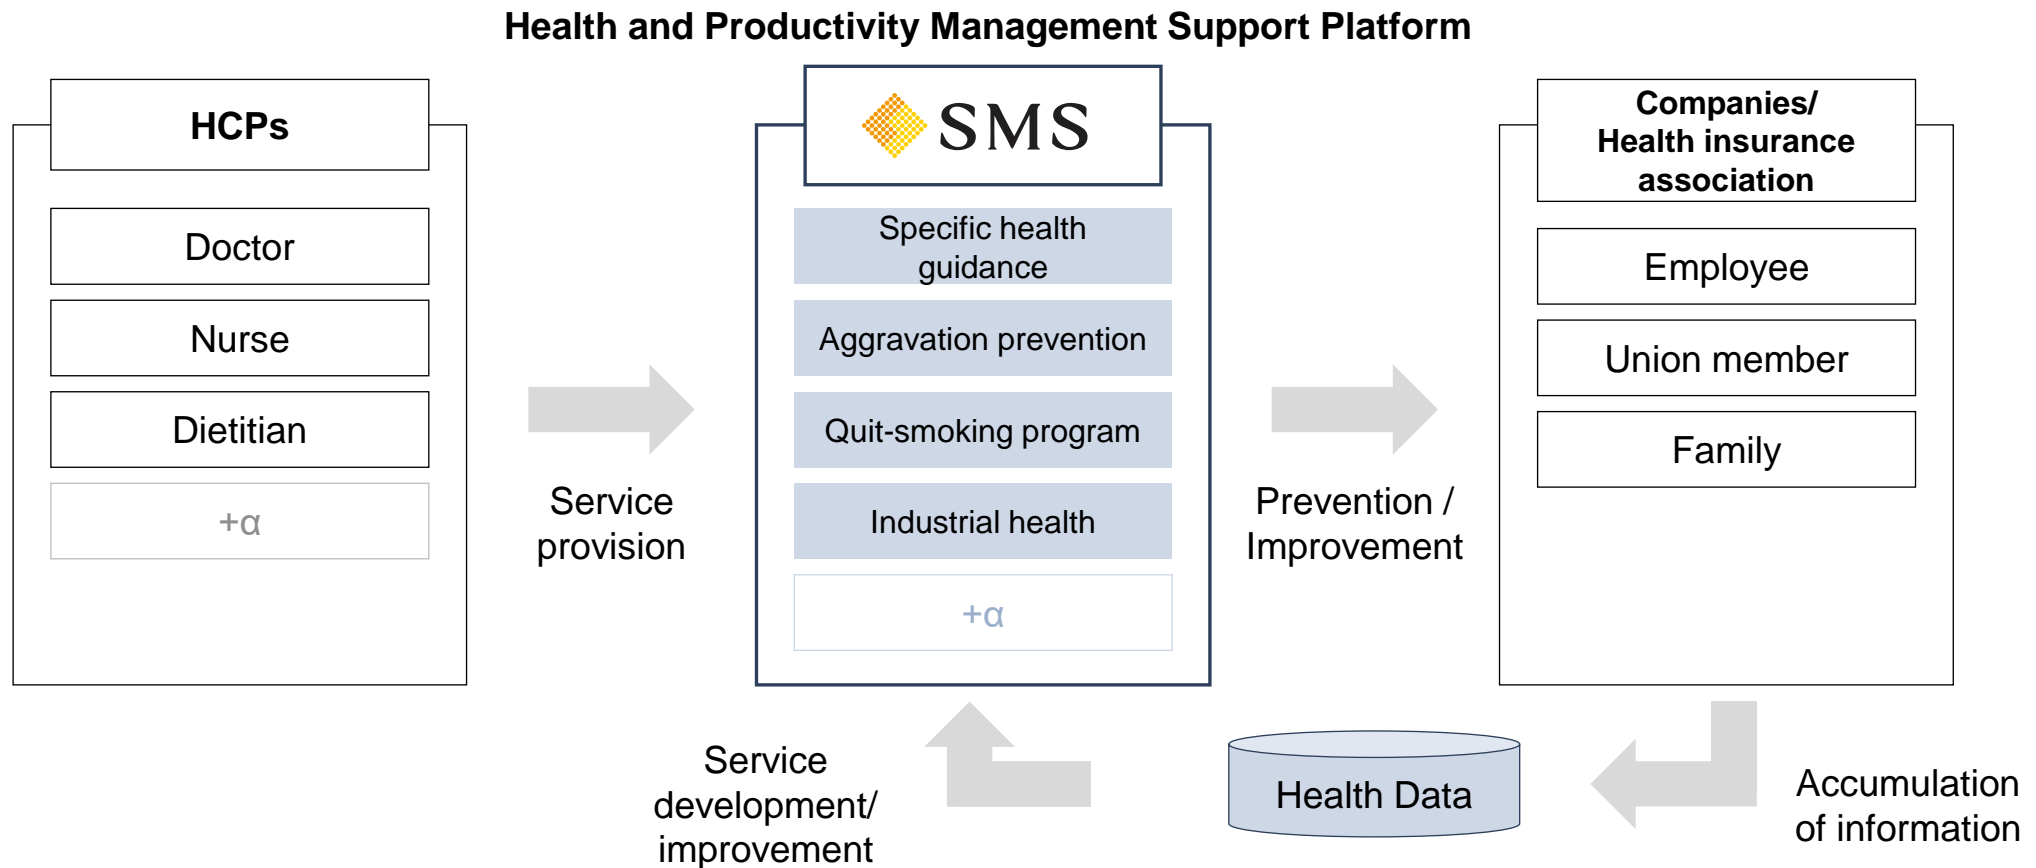 Health and Productivity Management Support Platform
HCPs
Doctor
Nurse
Dietitian
+α
Service
provision
SMS
Specific health
guidance
Aggravation prevention
Quit-smoking program
Industrial health
+α
Prevention /
Improvement
Companies/
Health insurance
association
Employee
Union member
Family
Accumulation
of information
Health Data
Service
development/
improvement